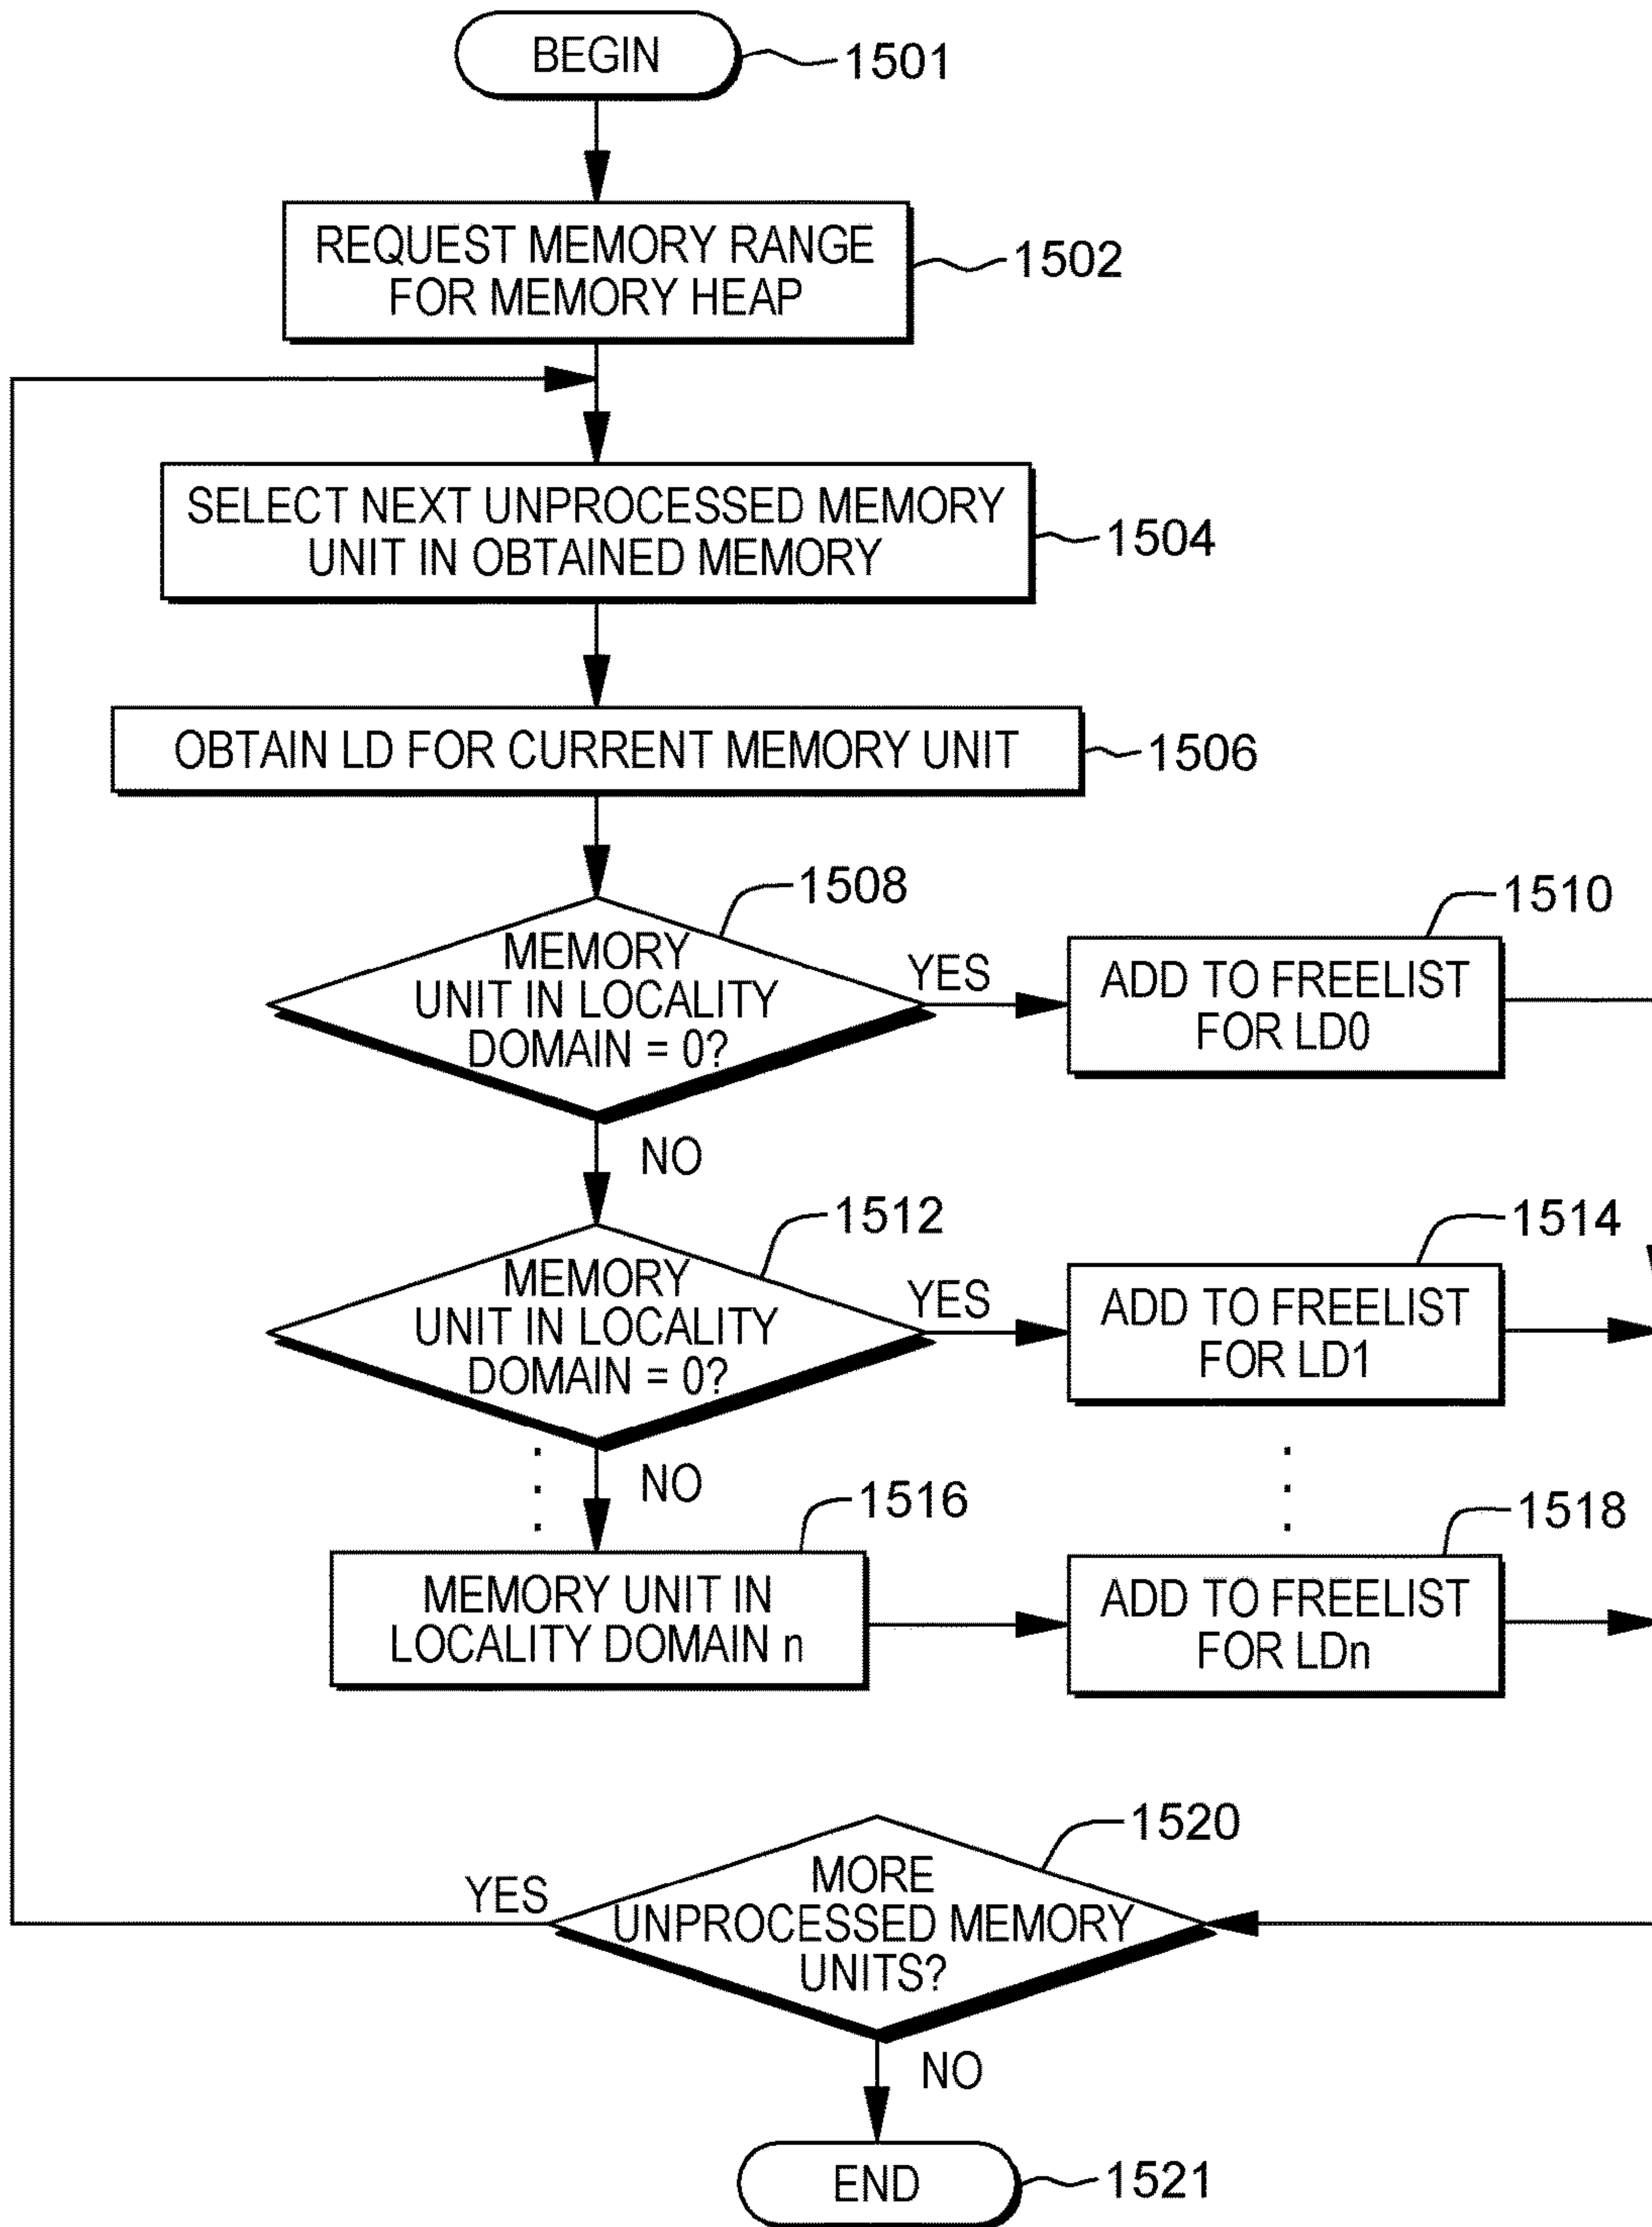 BEGIN
1501
REQUEST MEMORY RANGE
FOR MEMORY HEAP
1502
SELECT NEXT UNPROCESSED MEMORY
UNIT IN OBTAINED MEMORY
1504
OBTAIN LD FOR CURRENT MEMORY UNIT
1506
1508
MEMORY
UNIT IN LOCALITY
DOMAIN = 0?
YES
1510
ADD TO FREELIST
FOR LD0
NO
1512
MEMORY
UNIT IN LOCALITY
DOMAIN = 0?
YES
1514
ADD TO FREELIST
FOR LD1
NO
1516
MEMORY UNIT IN
LOCALITY DOMAIN n
1518
ADD TO FREELIST
FOR LDn
1520
MORE
UNPROCESSED MEMORY
UNITS?
YES
NO
END
1521